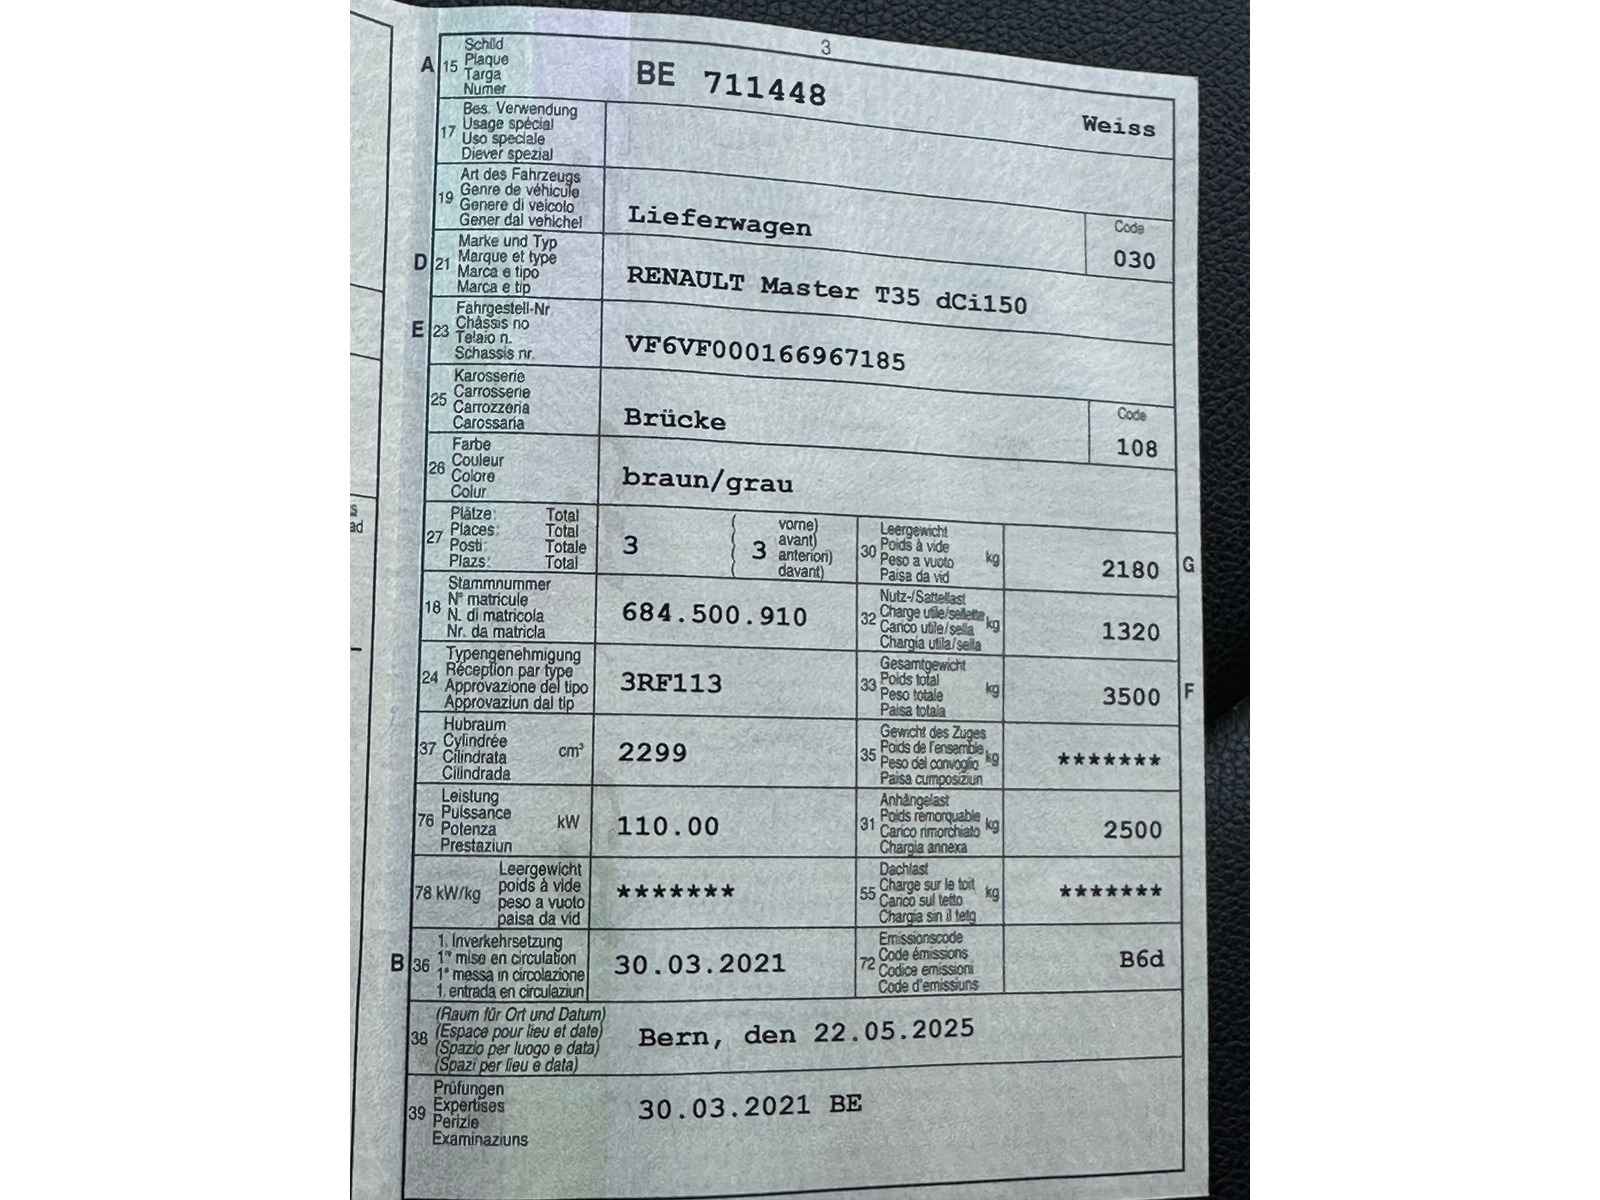 3
A 15 Schild BE 711448 Weiss
Plaque
Targa
Numer
17 Bes. Verwendung
Usage spécial
Uso speciale
Diever spezial
19 Art des Fahrzeugs
Genre de véhicule
Genere di veicolo
Gener dal vehichel
Lieferwagen
Code
030
D 21 Marke und Typ
Marque et type
Marca e tipo
Marca e tip
RENAULT Master T35 dCi150
E 23 Fahrgestell-Nr
Châssis no
Telaio n.
Schassis nr.
VF6VF000166967185
25 Karosserie
Carrosserie
Carrozzeria
Carossaria
Brücke
Code
108
26 Farbe
Couleur
Colore
Colur
braun/grau
27 Plätze: Total
Places: Total
Posti: Totale
Plazs: Total
3
( vorne)
( 3 avant)
( anteriori)
( davant)
30 Leergewicht
Poids à vide
Peso a vuoto
Paisa da vid
kg
2180 G
18 Stammnummer
N° matricule
N. di matricola
Nr. da matricla
684.500.910
32 Nutz-/Sattellast
Charge utile/sellette
Carico utile/sella
Chargia utila/sella
kg
1320
24 Typengenehmigung
Réception par type
Approvazione del tipo
Approvaziun dal tip
3RF113
33 Gesamtgewicht
Poids total
Peso totale
Paisa totala
kg
3500 F
37 Hubraum
Cylindrée
Cilindrata
Cilindrada
cm³
2299
35 Gewicht des Zuges
Poids de l'ensemble
Peso del convoglio
Paisa cumposiziun
kg
*******
76 Leistung
Puissance
Potenza
Prestaziun
kW
110.00
31 Anhängelast
Poids remorquable
Carico rimorchiato
Chargia annexa
kg
2500
78 kW/kg Leergewicht
poids à vide
peso a vuoto
paisa da vid
*******
55 Dachlast
Charge sur le toit
Carico sul tetto
Chargia sin il tetg
kg
*******
B 36 1. Inverkehrsetzung
1re mise en circulation
1a messa in circolazione
1. entrada en circulaziun
30.03.2021
72 Emissionscode
Code émissions
Codice emissioni
Code d'emissiuns
B6d
38 (Raum für Ort und Datum)
(Espace pour lieu et date)
(Spazio per luogo e data)
(Spazi per lieu e data)
Bern, den 22.05.2025
39 Prüfungen
Expertises
Perizie
Examinaziuns
30.03.2021 BE